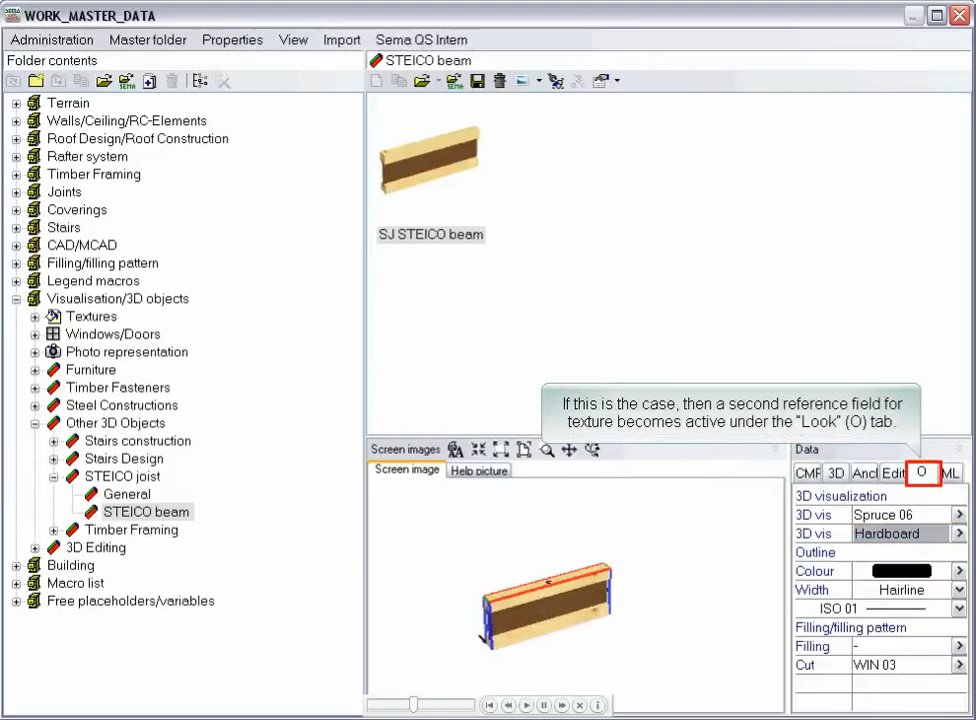 WORK_MASTER_DATA
Administration Master folder Properties View Import Sema QS Intern
Folder contents
STEICO beam
SEMA
SEMA
Terrain
Walls/Ceiling/RC-Elements
Roof Design/Roof Construction
Rafter system
Timber Framing
Joints
Coverings
Stairs
CAD/MCAD
Filling/filling pattern
Legend macros
Visualisation/3D objects
Textures
Windows/Doors
Photo representation
Furniture
Timber Fasteners
Steel Constructions
Other 3D Objects
Stairs construction
Stairs Design
STEICO joist
General
STEICO beam
Timber Framing
3D Editing
Building
Macro list
Free placeholders/variables
SJ STEICO beam
If this is the case, then a second reference field for
texture becomes active under the "Look" (O) tab.
Screen images
Screen image Help picture
Data
CMF 3D Ancl Edit O ML
3D visualization
3D vis Spruce 06
3D vis Hardboard
Outline
Colour
Width Hairline
ISO 01
Filling/filling pattern
Filling -
Cut WIN 03